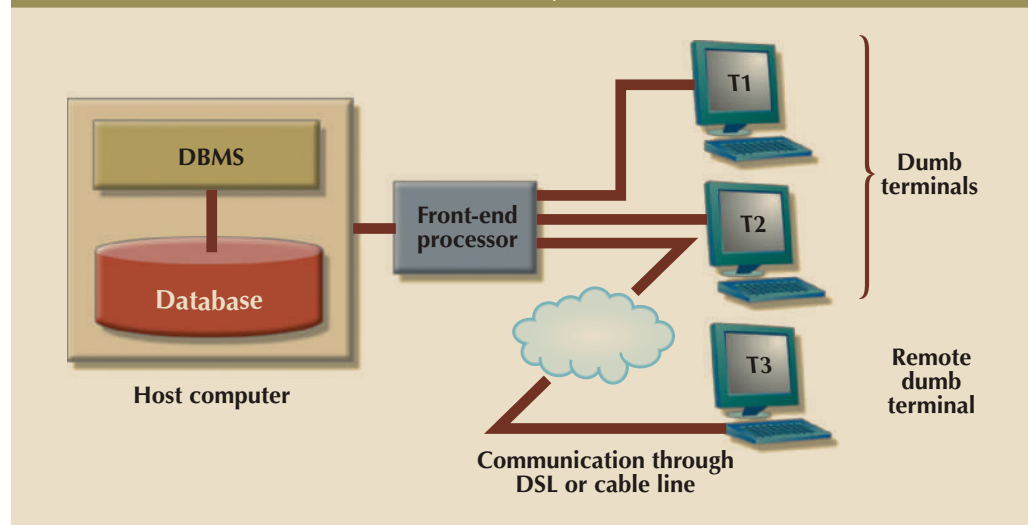 DBMS
Database
Host computer
Front-end
processor
T1
T2
T3
Dumb
terminals
Remote
dumb
terminal
Communication through
DSL or cable line